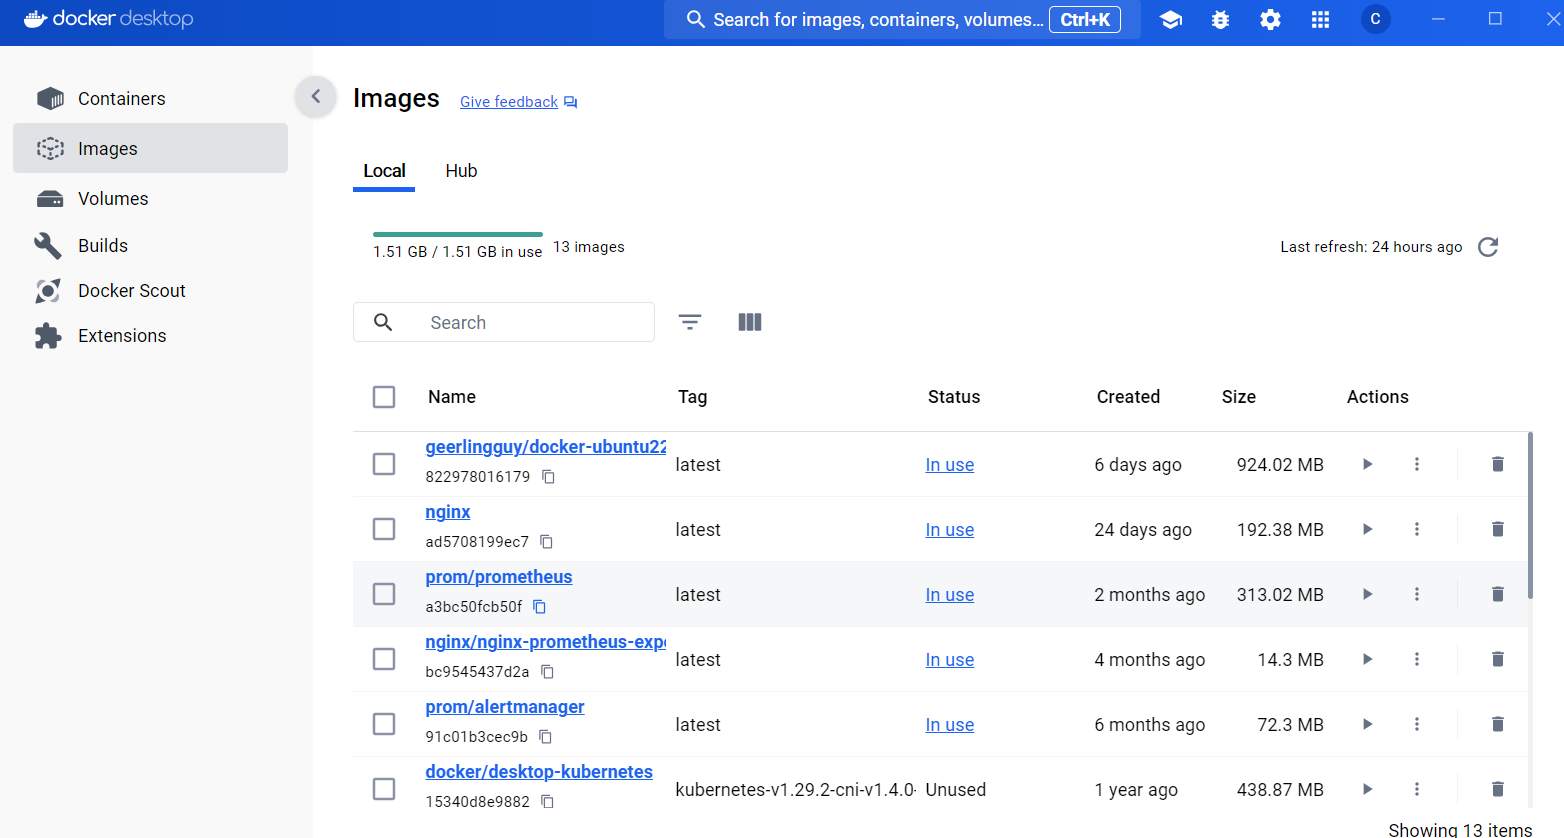 docker desktop
Search for images, containers, volumes... Ctrl+K
C
Containers
Images
Volumes
Builds
Docker Scout
Extensions
Images Give feedback
Local Hub
1.51 GB / 1.51 GB in use 13 images
Last refresh: 24 hours ago
Search
Name Tag Status Created Size Actions
geerlingguy/docker-ubuntu22
822978016179
latest In use 6 days ago 924.02 MB
nginx
ad5708199ec7
latest In use 24 days ago 192.38 MB
prom/prometheus
a3bc50fcb50f
latest In use 2 months ago 313.02 MB
nginx/nginx-prometheus-expo
bc9545437d2a
latest In use 4 months ago 14.3 MB
prom/alertmanager
91c01b3cec9b
latest In use 6 months ago 72.3 MB
docker/desktop-kubernetes
15340d8e9882
kubernetes-v1.29.2-cni-v1.4.0- Unused 1 year ago 438.87 MB
Showing 13 items